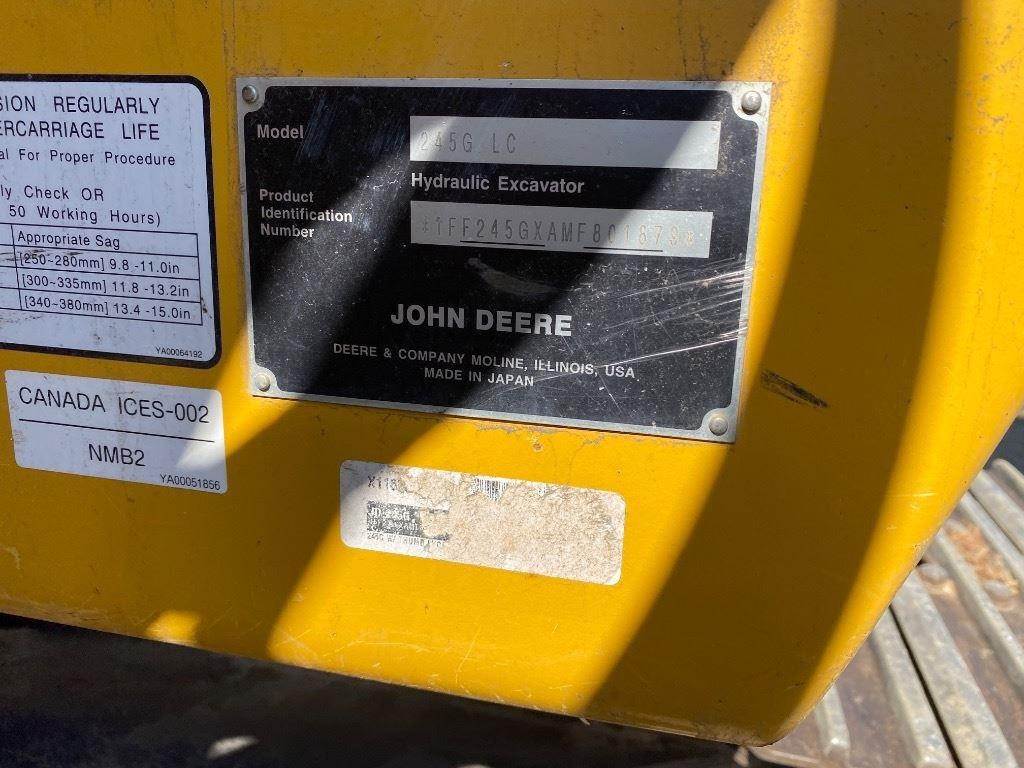 SION REGULARLY
ERCARRIAGE LIFE
al For Proper Procedure
ly Check OR
50 Working Hours)
Appropriate Sag
[250~280mm] 9.8 -11.0in
[300~335mm] 11.8 -13.2in
[340~380mm] 13.4 -15.0in
YA00064192
CANADA ICES-002
NMB2
YA00051856
Model
245G LC
Hydraulic Excavator
Product
Identification
Number
*1FF245GXAMF801679*
JOHN DEERE
DEERE & COMPANY MOLINE, ILLINOIS, USA
MADE IN JAPAN